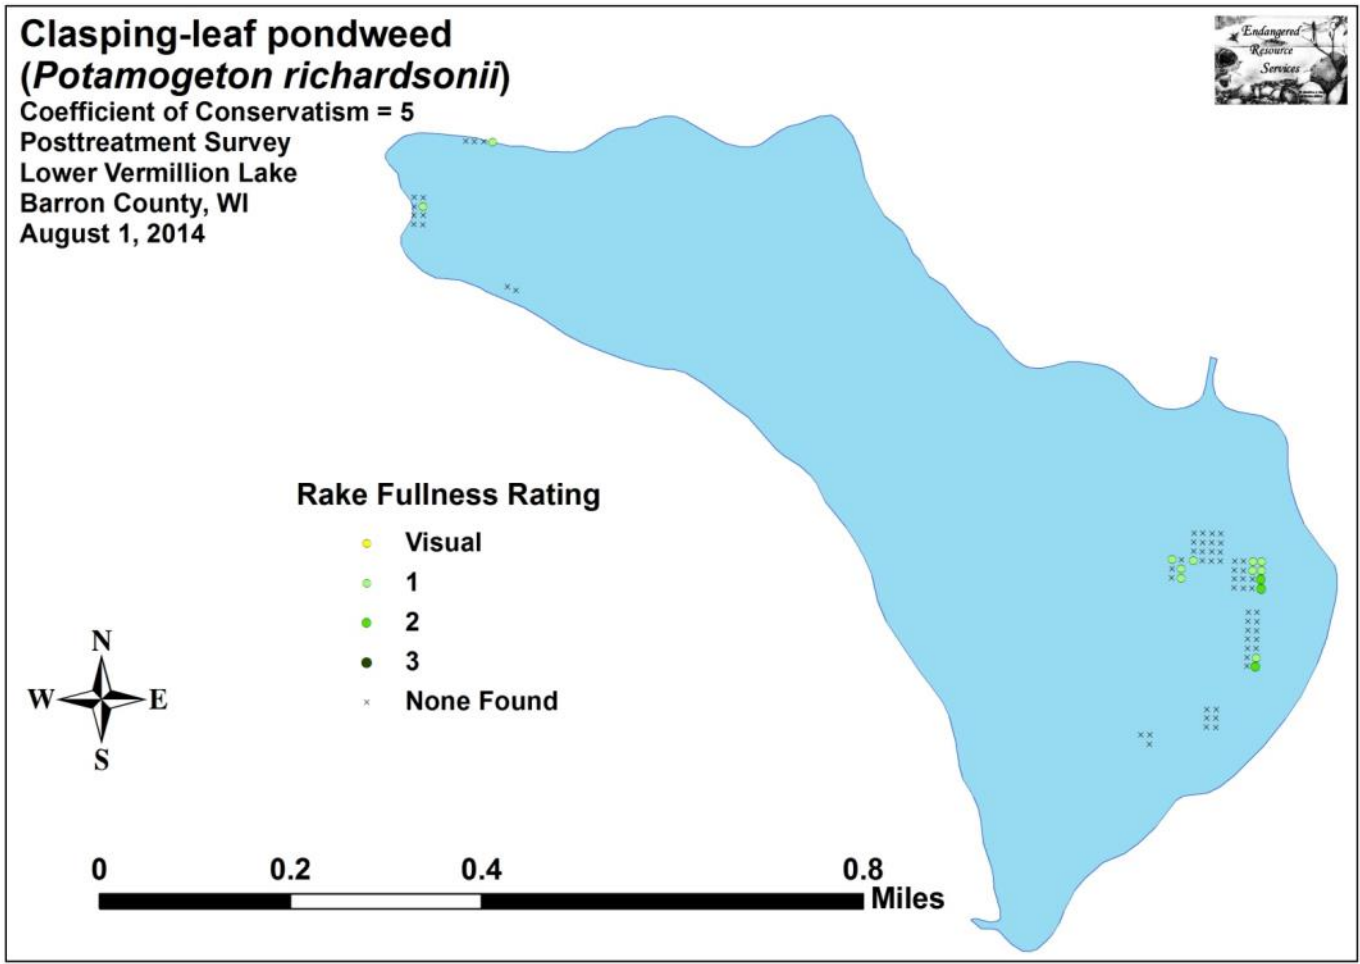 Clasping-leaf pondweed
(Potamogeton richardsonii)
Coefficient of Conservatism = 5
Posttreatment Survey
Lower Vermillion Lake
Barron County, WI
August 1, 2014
Endangered
Resource
Services
Rake Fullness Rating
Visual
1
2
3
None Found
N
W E
S
0 0.2 0.4 0.8
Miles